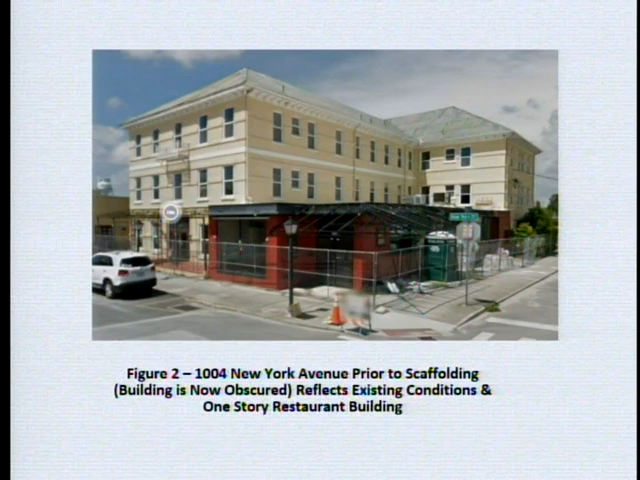 Figure 2 – 1004 New York Avenue Prior to Scaffolding
(Building is Now Obscured) Reflects Existing Conditions &
One Story Restaurant Building